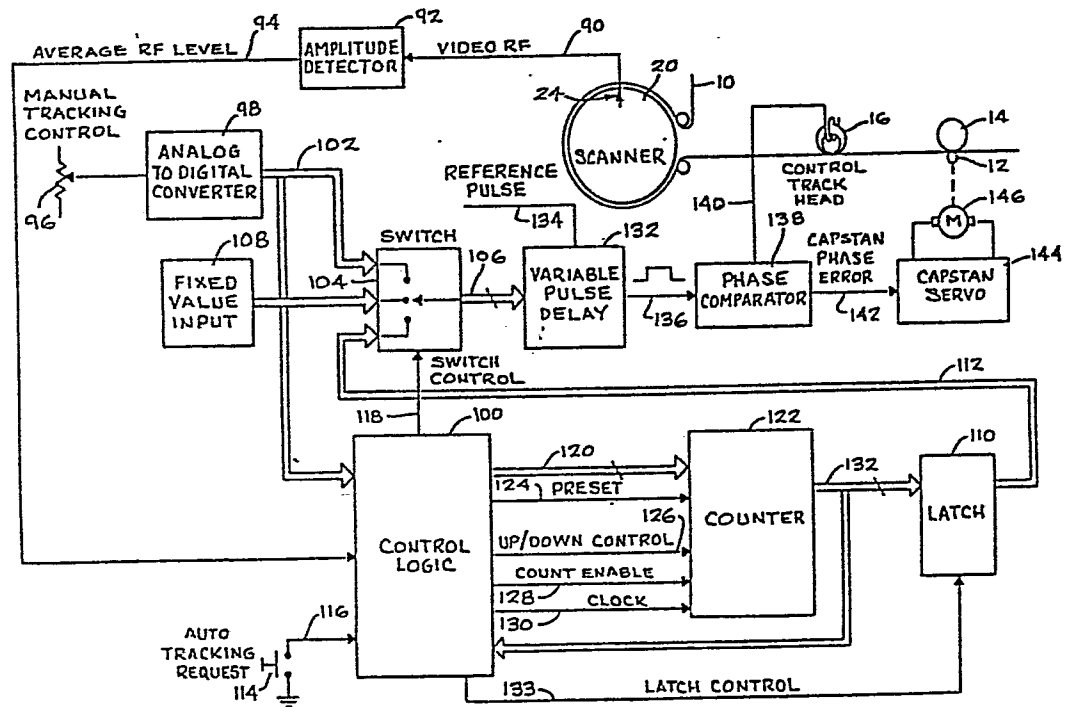 94
92
90
AVERAGE RF LEVEL
AMPLITUDE
DETECTOR
VIDEO RF
20
10
24
MANUAL
TRACKING
CONTROL
98
16
14
ANALOG
TO DIGITAL
CONVERTER
102
SCANNER
12
96
REFERENCE
PULSE
134
140
CONTROL
TRACK
HEAD
146
M
108
SWITCH
132
138
CAPSTAN
PHASE
ERROR
144
FIXED
VALUE
INPUT
104
106
VARIABLE
PULSE
DELAY
136
PHASE
COMPARATOR
142
CAPSTAN
SERVO
SWITCH
CONTROL
112
118
100
122
110
120
132
124
PRESET
126
COUNTER
LATCH
CONTROL
LOGIC
UP/DOWN CONTROL
COUNT ENABLE
128
CLOCK
130
116
AUTO
TRACKING
REQUEST
114
133
LATCH CONTROL